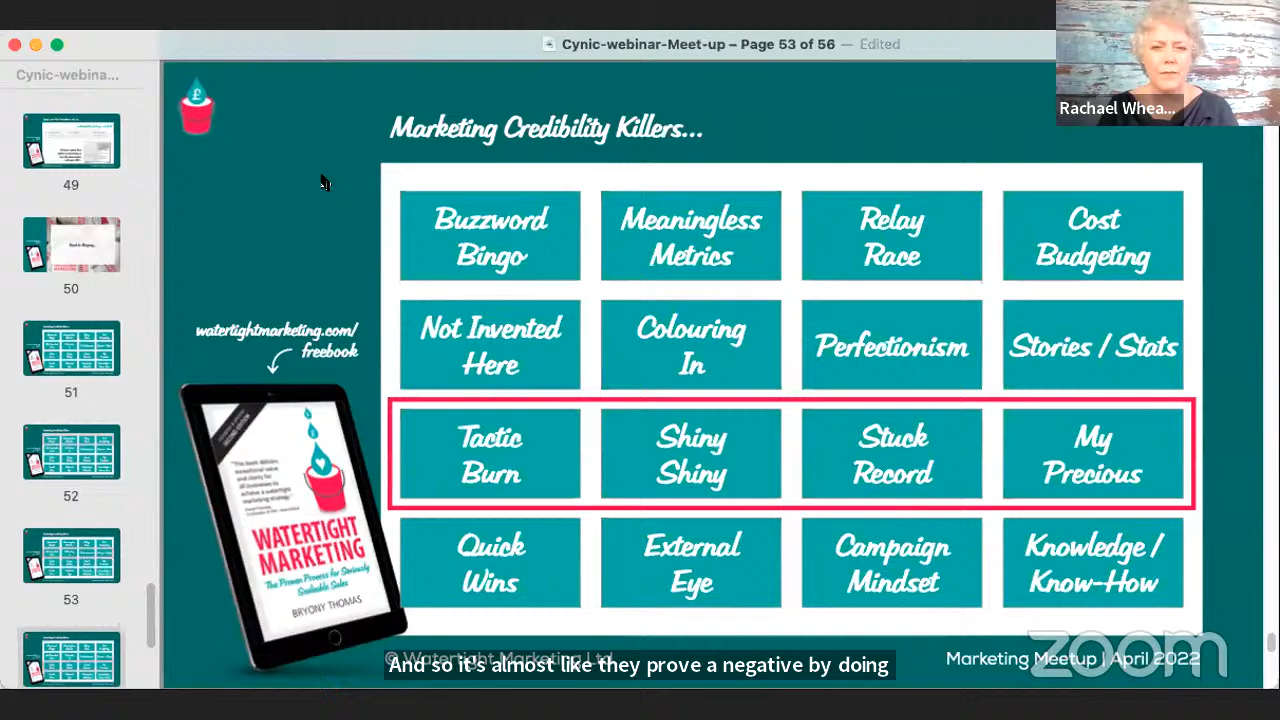 Cynic-webinar-Meet-up – Page 53 of 56 — Edited
Cynic-webina...
Rachael Whea...
49
50
51
52
53
£
Marketing Credibility Killers...
Buzzword
Bingo
Meaningless
Metrics
Relay
Race
Cost
Budgeting
Not Invented
Here
Colouring
In
Perfectionism
Stories / Stats
Tactic
Burn
Shiny
Shiny
Stuck
Record
My
Precious
Quick
Wins
External
Eye
Campaign
Mindset
Knowledge /
Know-How
watertightmarketing.com/
freebook
WATERTIGHT
MARKETING
The Proven Process for Seriously
Scalable Sales
BRYONY THOMAS
© Watertight Marketing Ltd
And so it's almost like they prove a negative by doing
Marketing Meetup | April 2022
zoom